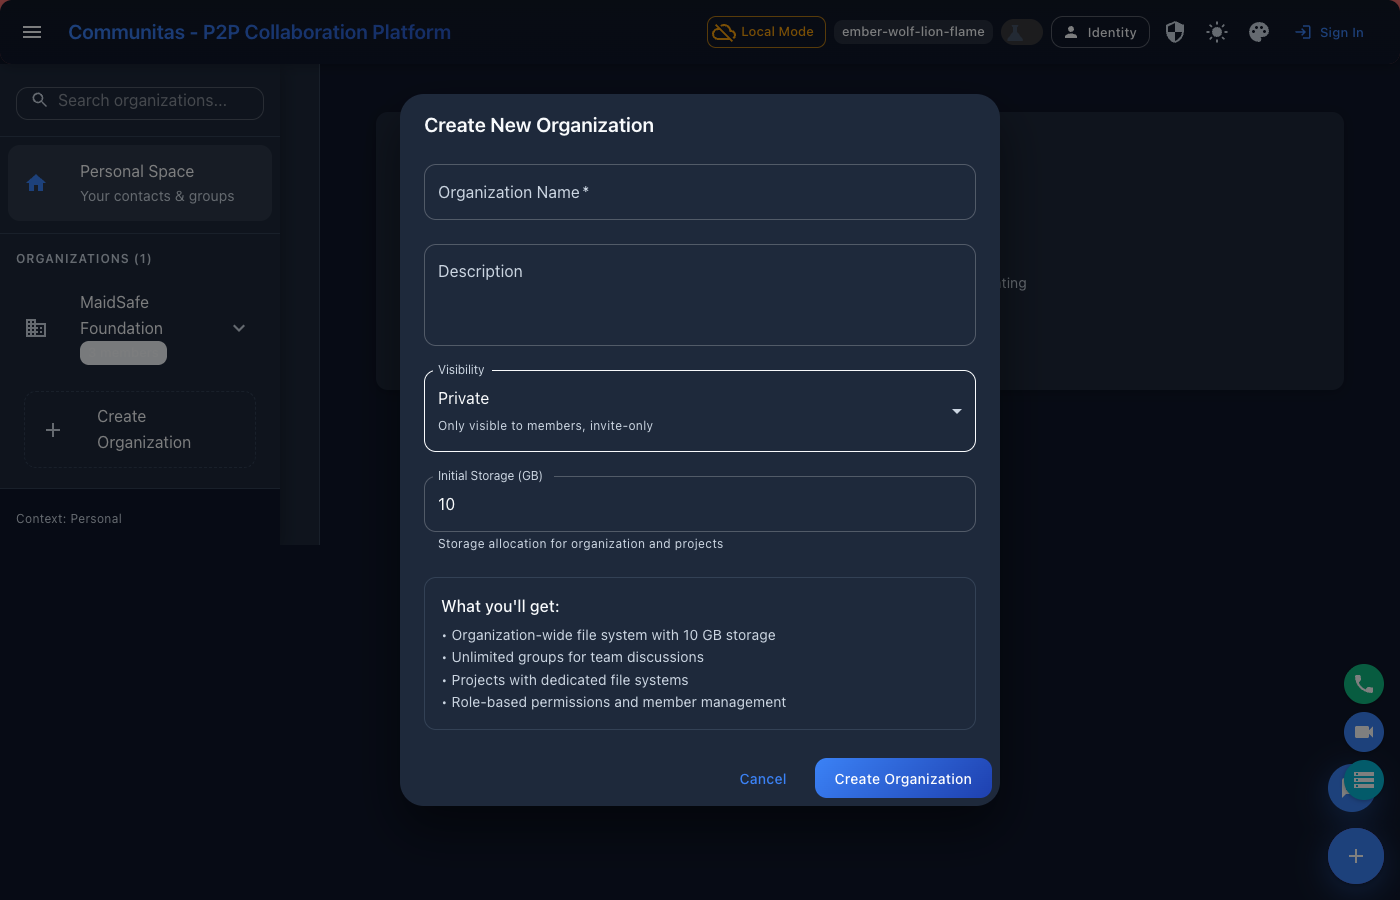 Communitas - P2P Collaboration Platform
Local Mode
ember-wolf-lion-flame
Identity
Sign In
Search organizations...
Personal Space
Your contacts & groups
ORGANIZATIONS (1)
MaidSafe
Foundation
Create
Organization
Context: Personal
Create New Organization
Organization Name *
Description
Visibility
Private
Only visible to members, invite-only
Initial Storage (GB)
10
Storage allocation for organization and projects
What you'll get:
• Organization-wide file system with 10 GB storage
• Unlimited groups for team discussions
• Projects with dedicated file systems
• Role-based permissions and member management
Cancel
Create Organization